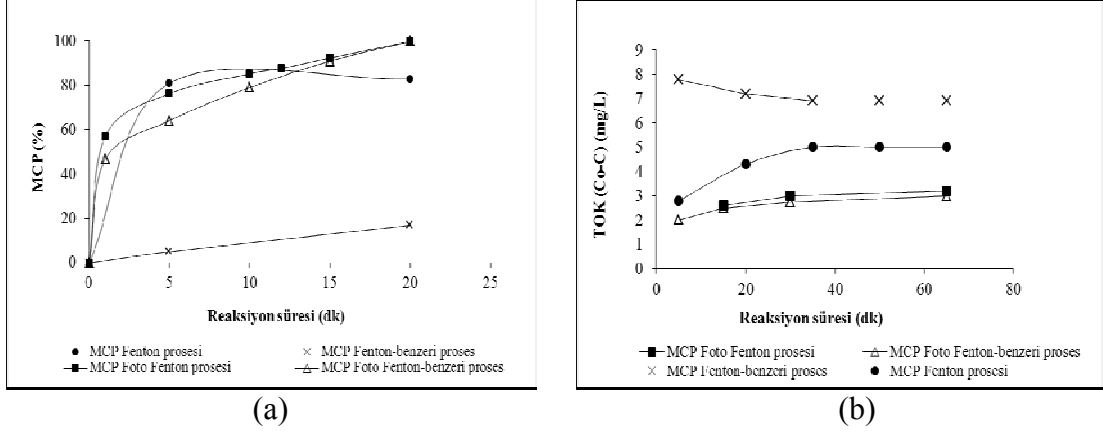 100
80
60
40
20
0
MCP (%)
0 5 10 15 20 25
Reaksiyon süresi (dk)
MCP Fenton prosesi
MCP Fenton-benzeri proses
MCP Foto Fenton prosesi
MCP Foto Fenton-benzeri proses
(a)
9
8
7
6
5
4
3
2
1
0
TOK (Co-C) (mg/L)
0 20 40 60 80
Reaksiyon süresi (dk)
MCP Foto Fenton prosesi
MCP Foto Fenton-benzeri proses
MCP Fenton-benzeri proses
MCP Fenton prosesi
(b)